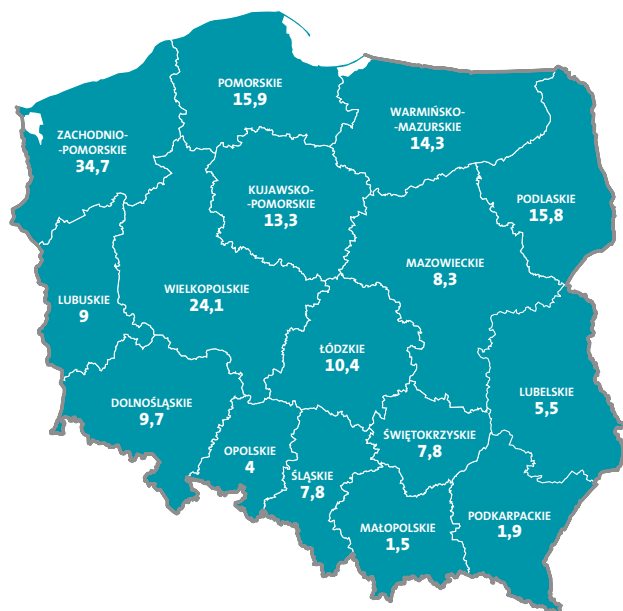 POMORSKIE
15,9
WARMIŃSKO-
-MAZURSKIE
14,3
ZACHODNIO-
-POMORSKIE
34,7
KUJAWSKO-
-POMORSKIE
13,3
PODLASKIE
15,8
MAZOWIECKIE
8,3
LUBUSKIE
9
WIELKOPOLSKIE
24,1
ŁÓDZKIE
10,4
LUBELSKIE
5,5
DOLNOŚLĄSKIE
9,7
ŚWIĘTOKRZYSKIE
7,8
OPOLSKIE
4
ŚLĄSKIE
7,8
PODKARPACKIE
1,9
MAŁOPOLSKIE
1,5